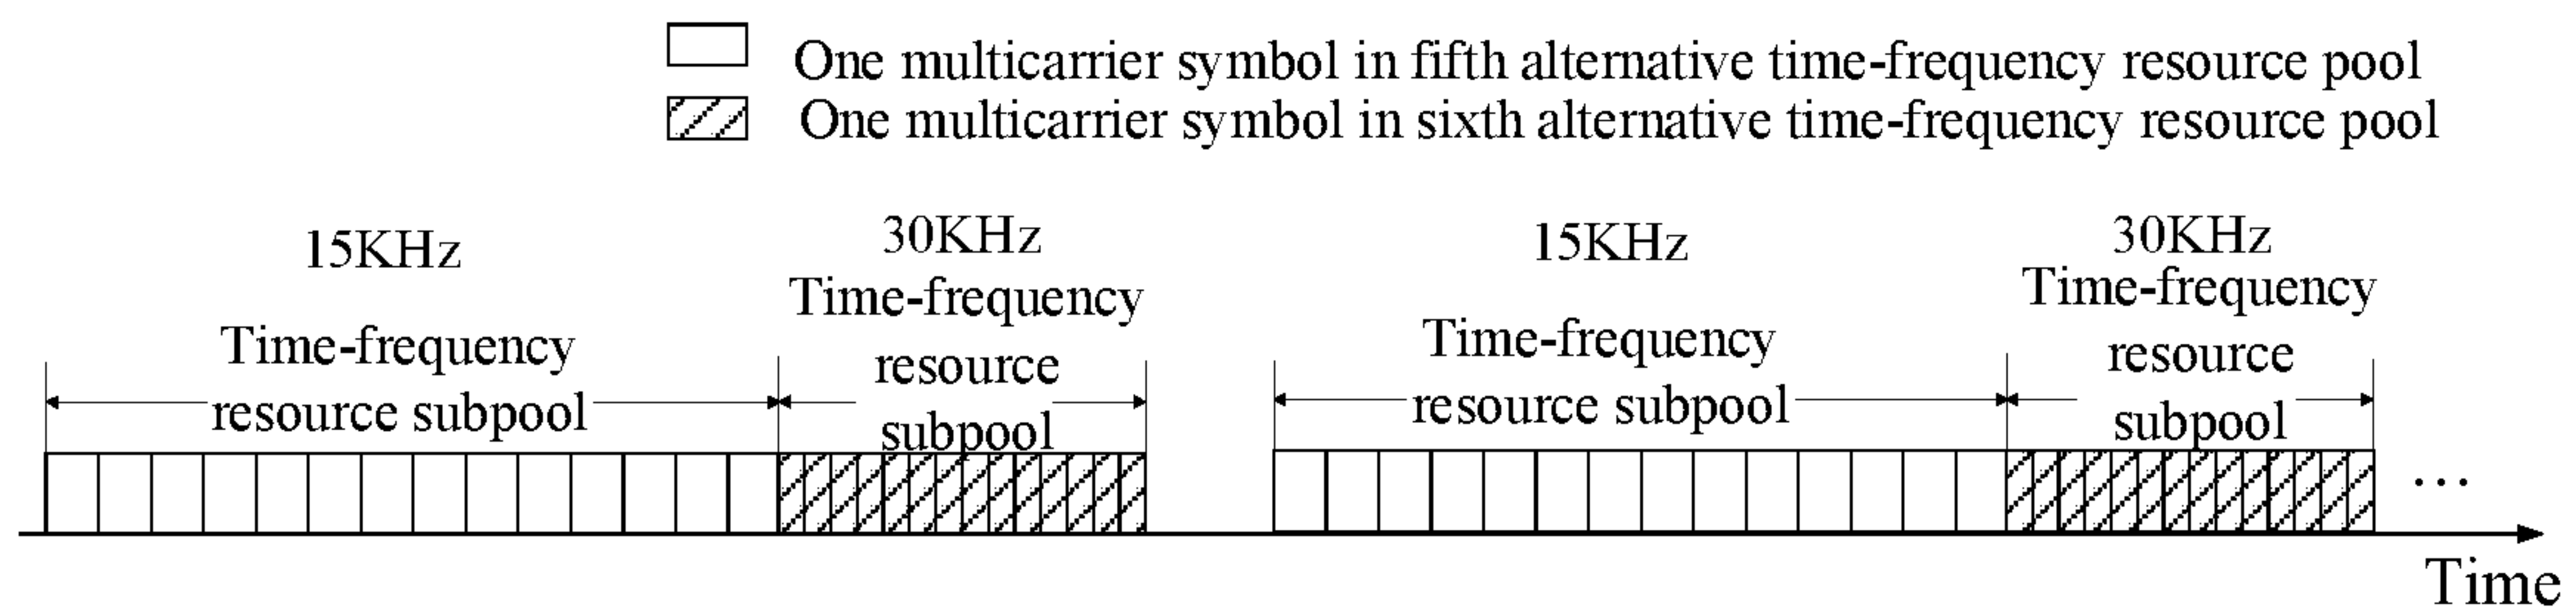 One multicarrier symbol in fifth alternative time-frequency resource pool
One multicarrier symbol in sixth alternative time-frequency resource pool
15KHz
Time-frequency
resource subpool
30KHz
Time-frequency
resource
subpool
15KHz
Time-frequency
resource subpool
30KHz
Time-frequency
resource
subpool
...
Time